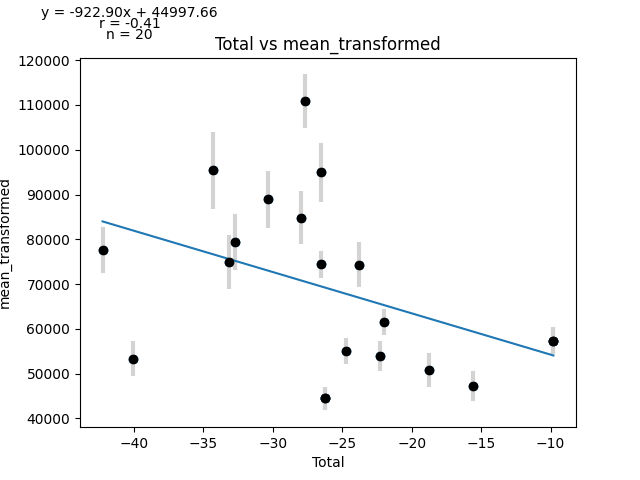 y = -922.90x + 44997.66
r = -0.41
n = 20
Total vs mean_transformed
120000
110000
100000
90000
80000
70000
60000
50000
40000
mean_transformed
−40
−35
−30
−25
−20
−15
−10
Total